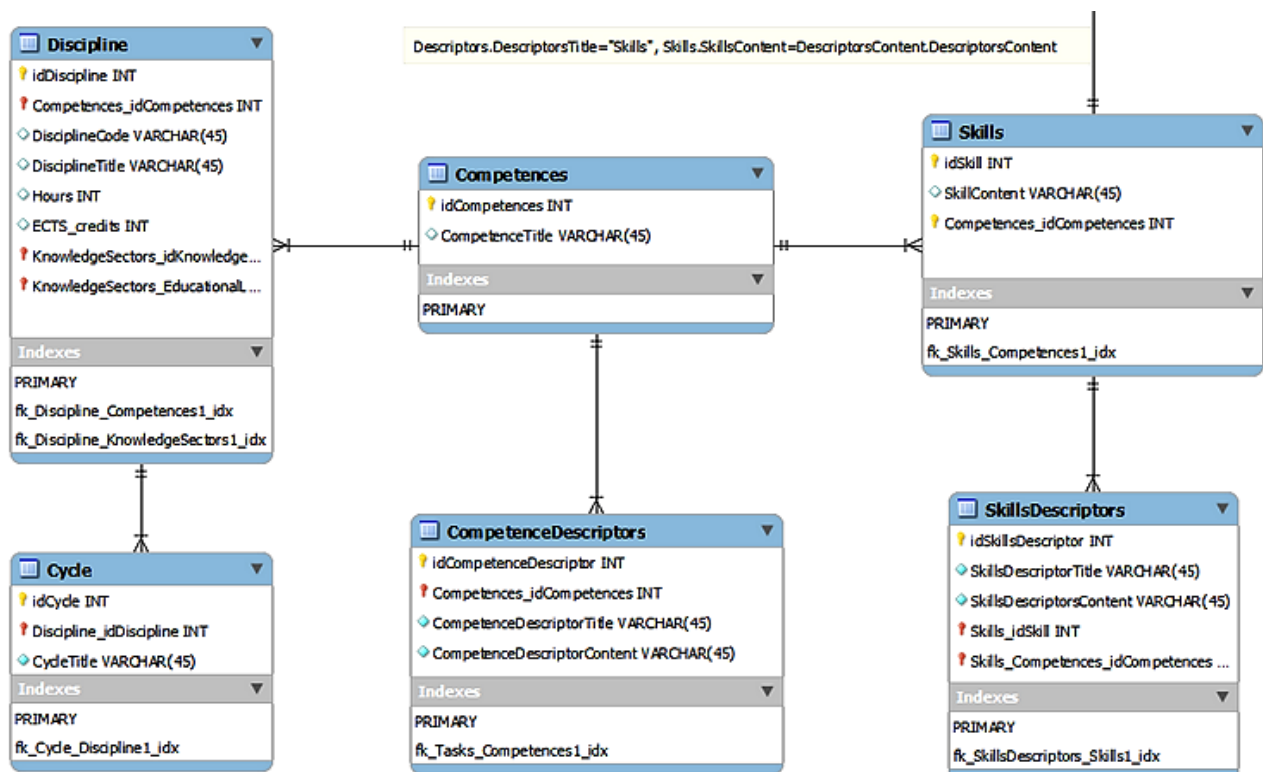 Discipline
idDiscipline INT
Competences_idCompetences INT
DisciplineCode VARCHAR(45)
DisciplineTitle VARCHAR(45)
Hours INT
ECTS_credits INT
KnowledgeSectors_idKnowledge...
KnowledgeSectors_EducationalL...
Indexes
PRIMARY
fk_Discipline_Competences1_idx
fk_Discipline_KnowledgeSectors1_idx
Cycle
idCycle INT
Discipline_idDiscipline INT
CycleTitle VARCHAR(45)
Indexes
PRIMARY
fk_Cycle_Discipline1_idx
Descriptors.DescriptorsTitle="Skills", Skills.SkillsContent=DescriptorsContent.DescriptorsContent
Competences
idCompetences INT
CompetenceTitle VARCHAR(45)
Indexes
PRIMARY
CompetenceDescriptors
idCompetenceDescriptor INT
Competences_idCompetences INT
CompetenceDescriptorTitle VARCHAR(45)
CompetenceDescriptorContent VARCHAR(45)
Indexes
PRIMARY
fk_Tasks_Competences1_idx
Skills
idSkill INT
SkillContent VARCHAR(45)
Competences_idCompetences INT
Indexes
PRIMARY
fk_Skills_Competences1_idx
SkillsDescriptors
idSkillsDescriptor INT
SkillsDescriptorTitle VARCHAR(45)
SkillsDescriptorsContent VARCHAR(45)
Skills_idSkill INT
Skills_Competences_idCompetences ...
Indexes
PRIMARY
fk_SkillsDescriptors_Skills1_idx